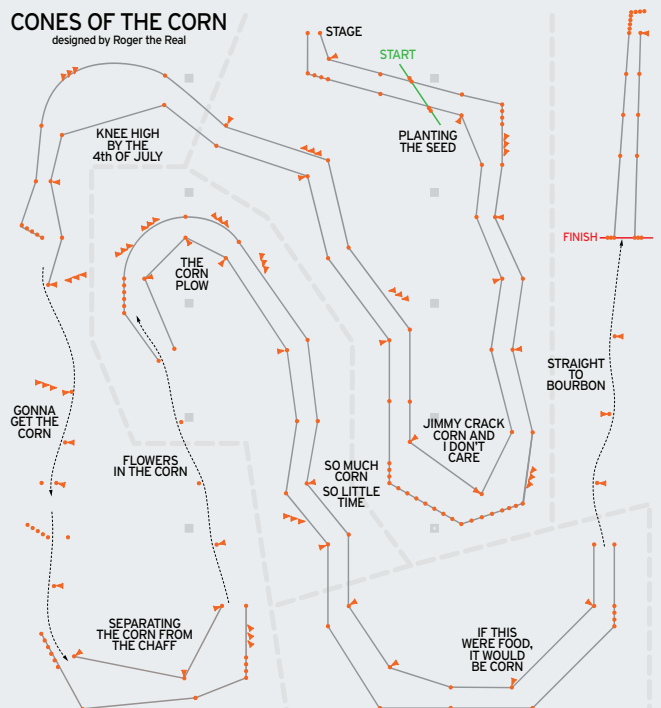 CONES OF THE CORN
designed by Roger the Real
STAGE
START
PLANTING
THE SEED
KNEE HIGH
BY THE
4th OF JULY
THE
CORN
PLOW
FINISH
STRAIGHT
TO
BOURBON
GONNA
GET THE
CORN
FLOWERS
IN THE CORN
JIMMY CRACK
CORN AND
I DON'T
CARE
SO MUCH
CORN
SO LITTLE
TIME
SEPARATING
THE CORN FROM
THE CHAFF
IF THIS
WERE FOOD,
IT WOULD
BE CORN